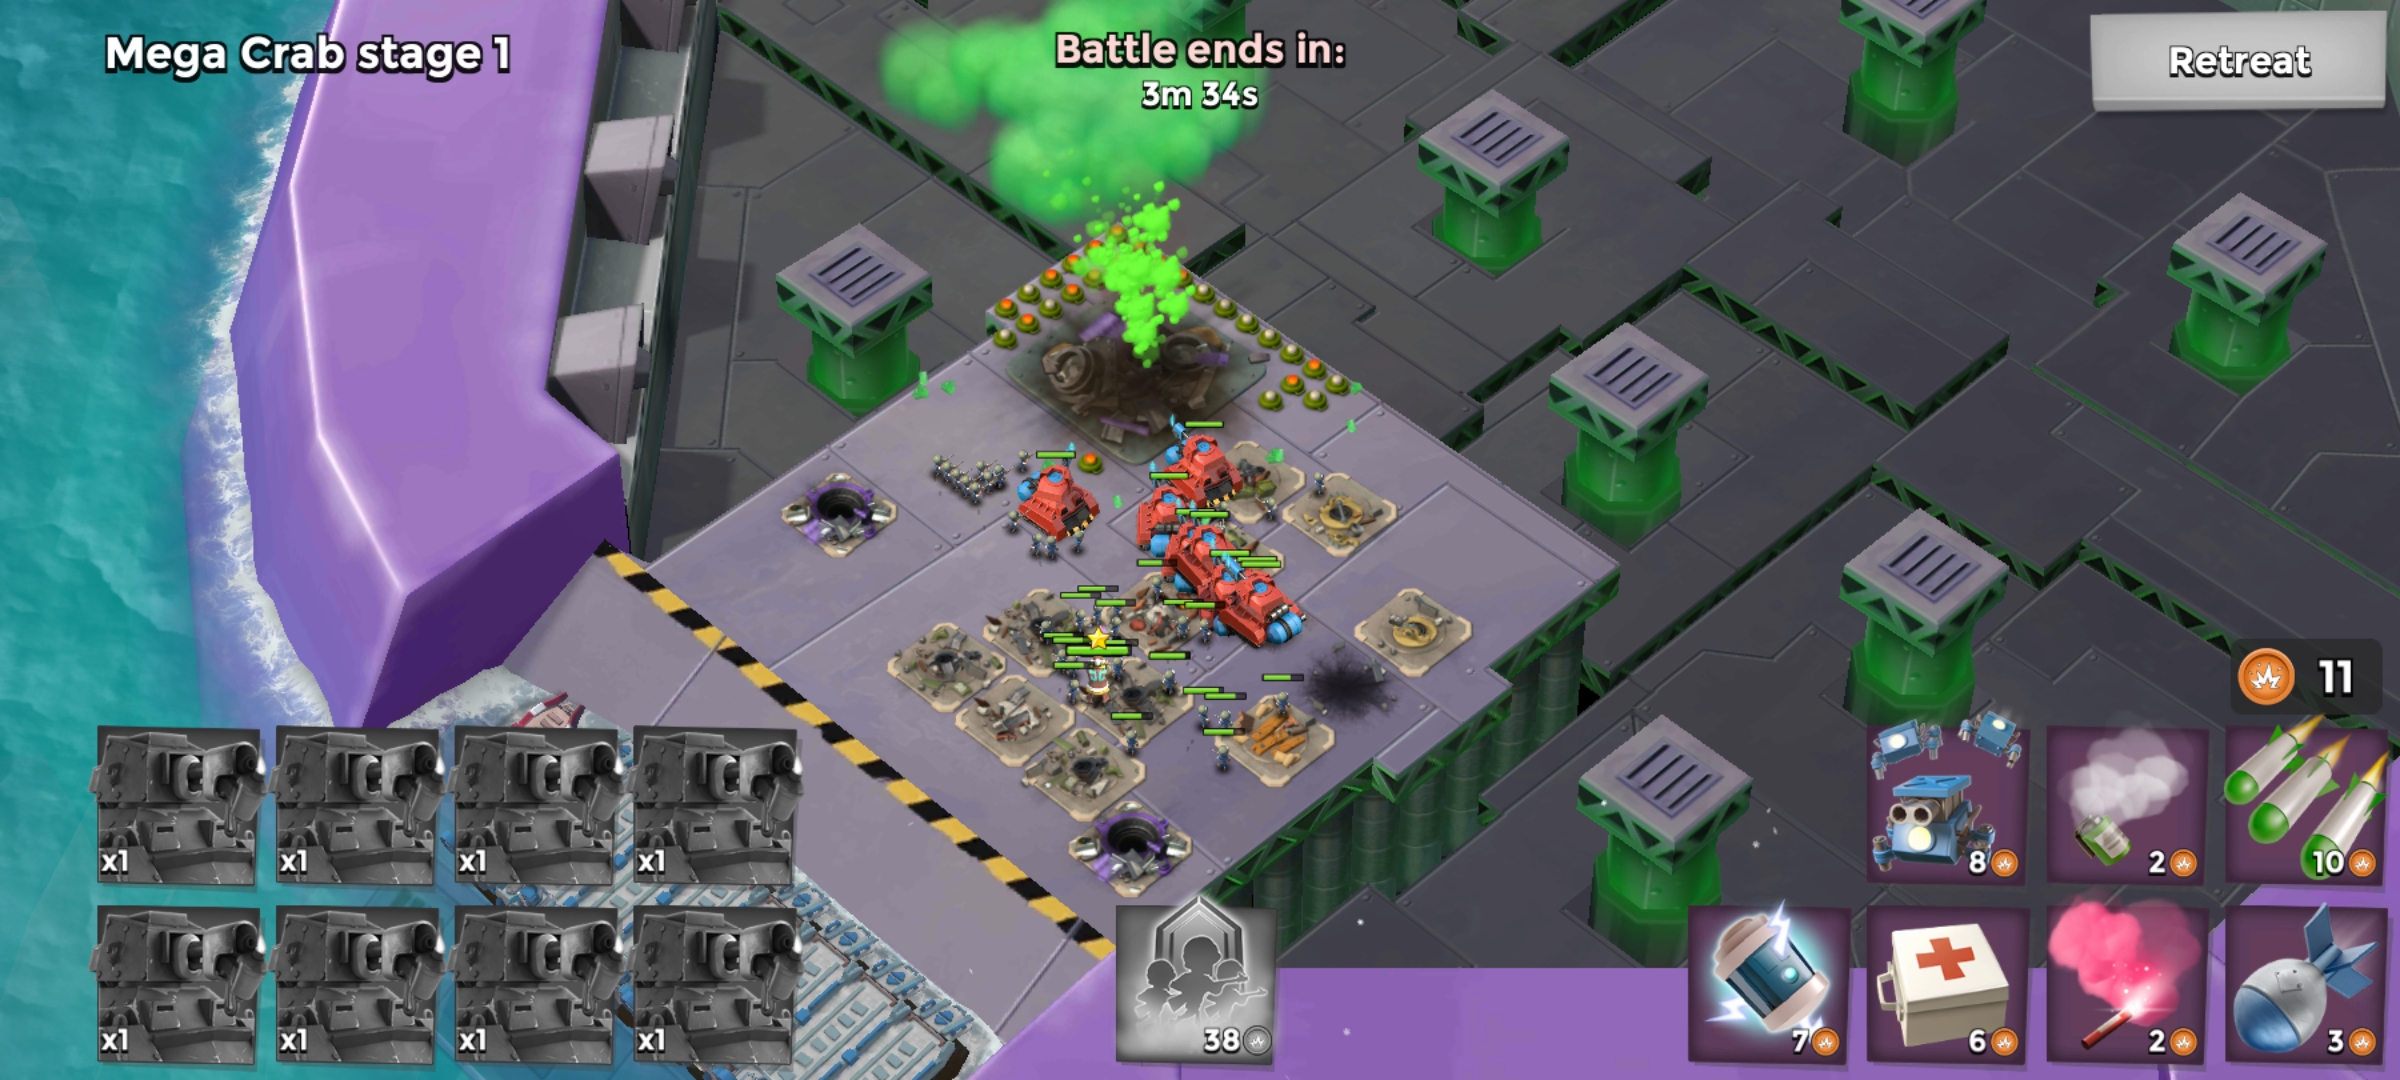 Mega Crab stage 1
Battle ends in:
3m 34s
Retreat
11
x1 x1 x1 x1
8 2 10
x1 x1 x1 x1
38
7 6 2 3